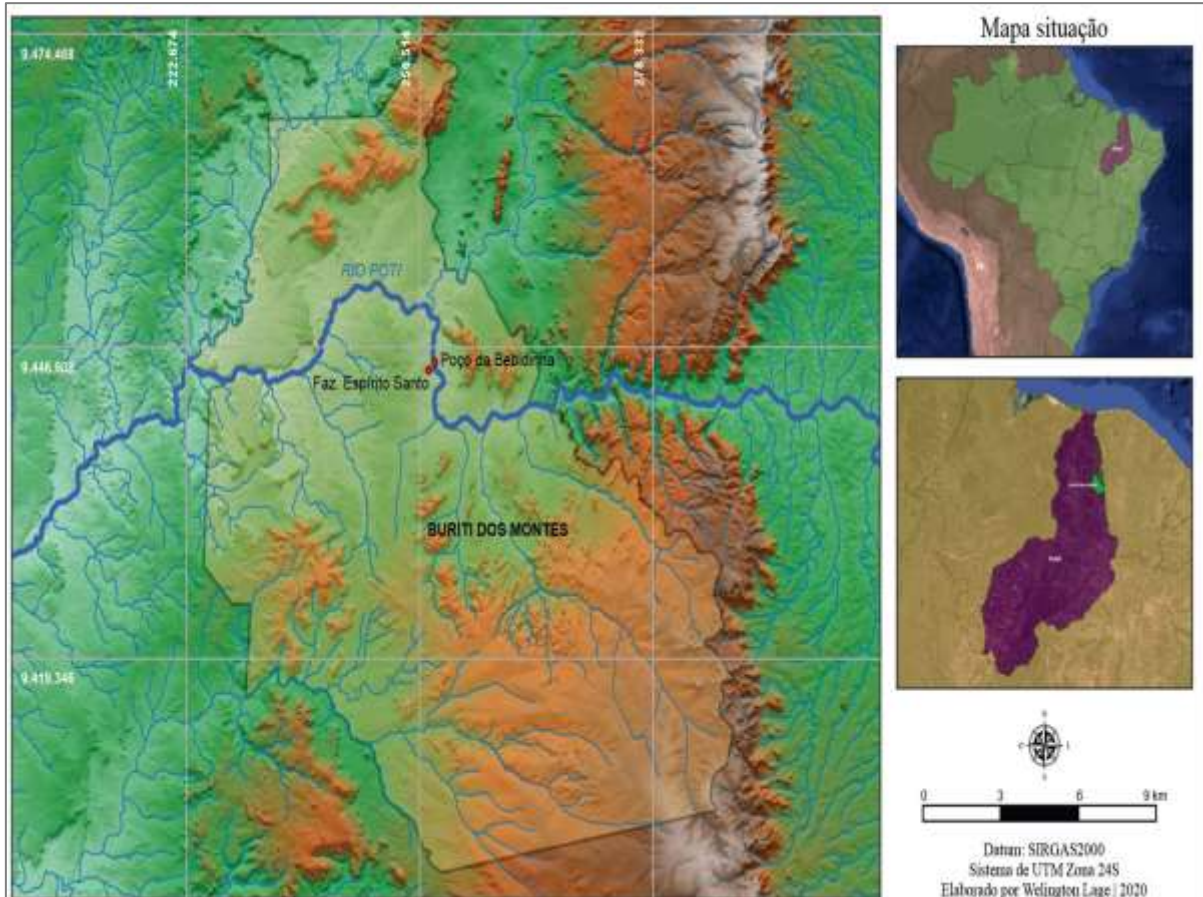 Mapa situação
9.474.468
222.674
RIO POTI
9.446.932
Poço da Bebidinha
Faz. Espírito Santo
BURITI DOS MONTES
9.419.346
0 3 6 9 km
Datum: SIRGAS2000
Sistema de UTM Zona 24S
Elaborado por Welington Lage | 2020